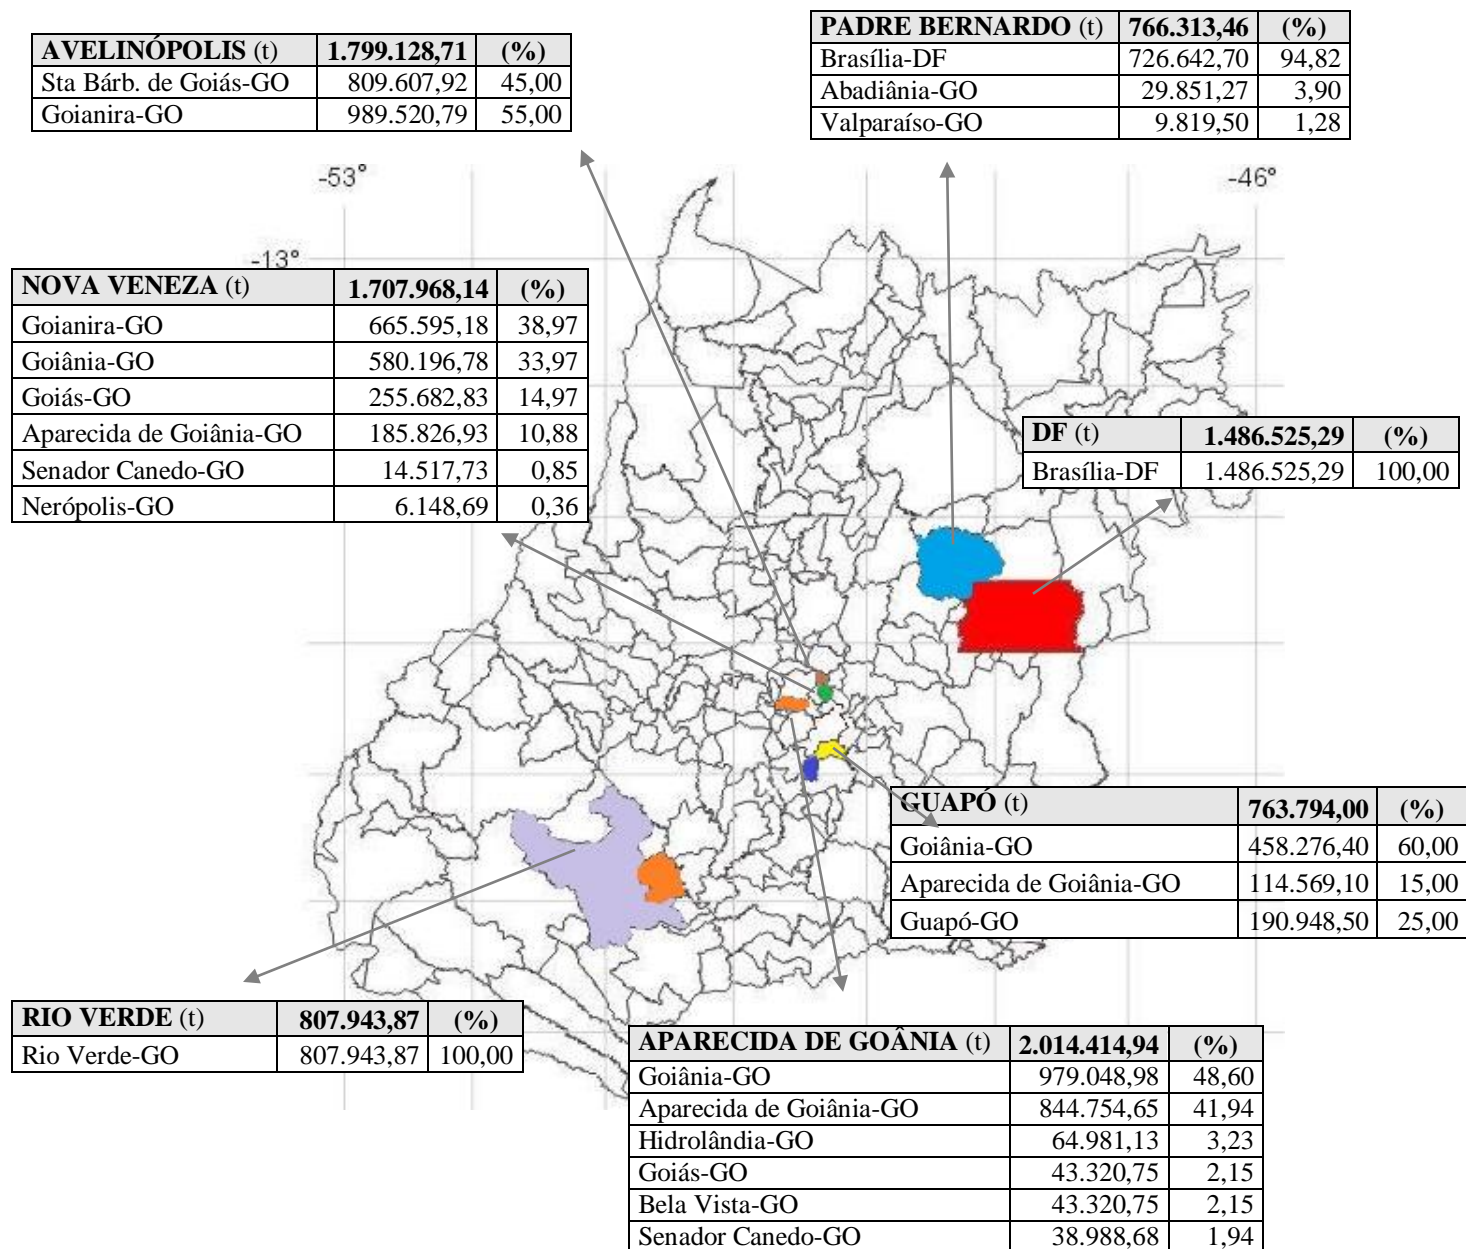 AVELINÓPOLIS (t) 1.799.128,71 (%)
Sta Bárb. de Goiás-GO 809.607,92 45,00
Goianira-GO 989.520,79 55,00
PADRE BERNARDO (t) 766.313,46 (%)
Brasília-DF 726.642,70 94,82
Abadiânia-GO 29.851,27 3,90
Valparaíso-GO 9.819,50 1,28
-53°
-46°
-13°
NOVA VENEZA (t) 1.707.968,14 (%)
Goianira-GO 665.595,18 38,97
Goiânia-GO 580.196,78 33,97
Goiás-GO 255.682,83 14,97
Aparecida de Goiânia-GO 185.826,93 10,88
Senador Canedo-GO 14.517,73 0,85
Nerópolis-GO 6.148,69 0,36
DF (t) 1.486.525,29 (%)
Brasília-DF 1.486.525,29 100,00
GUAPÓ (t) 763.794,00 (%)
Goiânia-GO 458.276,40 60,00
Aparecida de Goiânia-GO 114.569,10 15,00
Guapó-GO 190.948,50 25,00
RIO VERDE (t) 807.943,87 (%)
Rio Verde-GO 807.943,87 100,00
APARECIDA DE GOÂNIA (t) 2.014.414,94 (%)
Goiânia-GO 979.048,98 48,60
Aparecida de Goiânia-GO 844.754,65 41,94
Hidrolândia-GO 64.981,13 3,23
Goiás-GO 43.320,75 2,15
Bela Vista-GO 43.320,75 2,15
Senador Canedo-GO 38.988,68 1,94